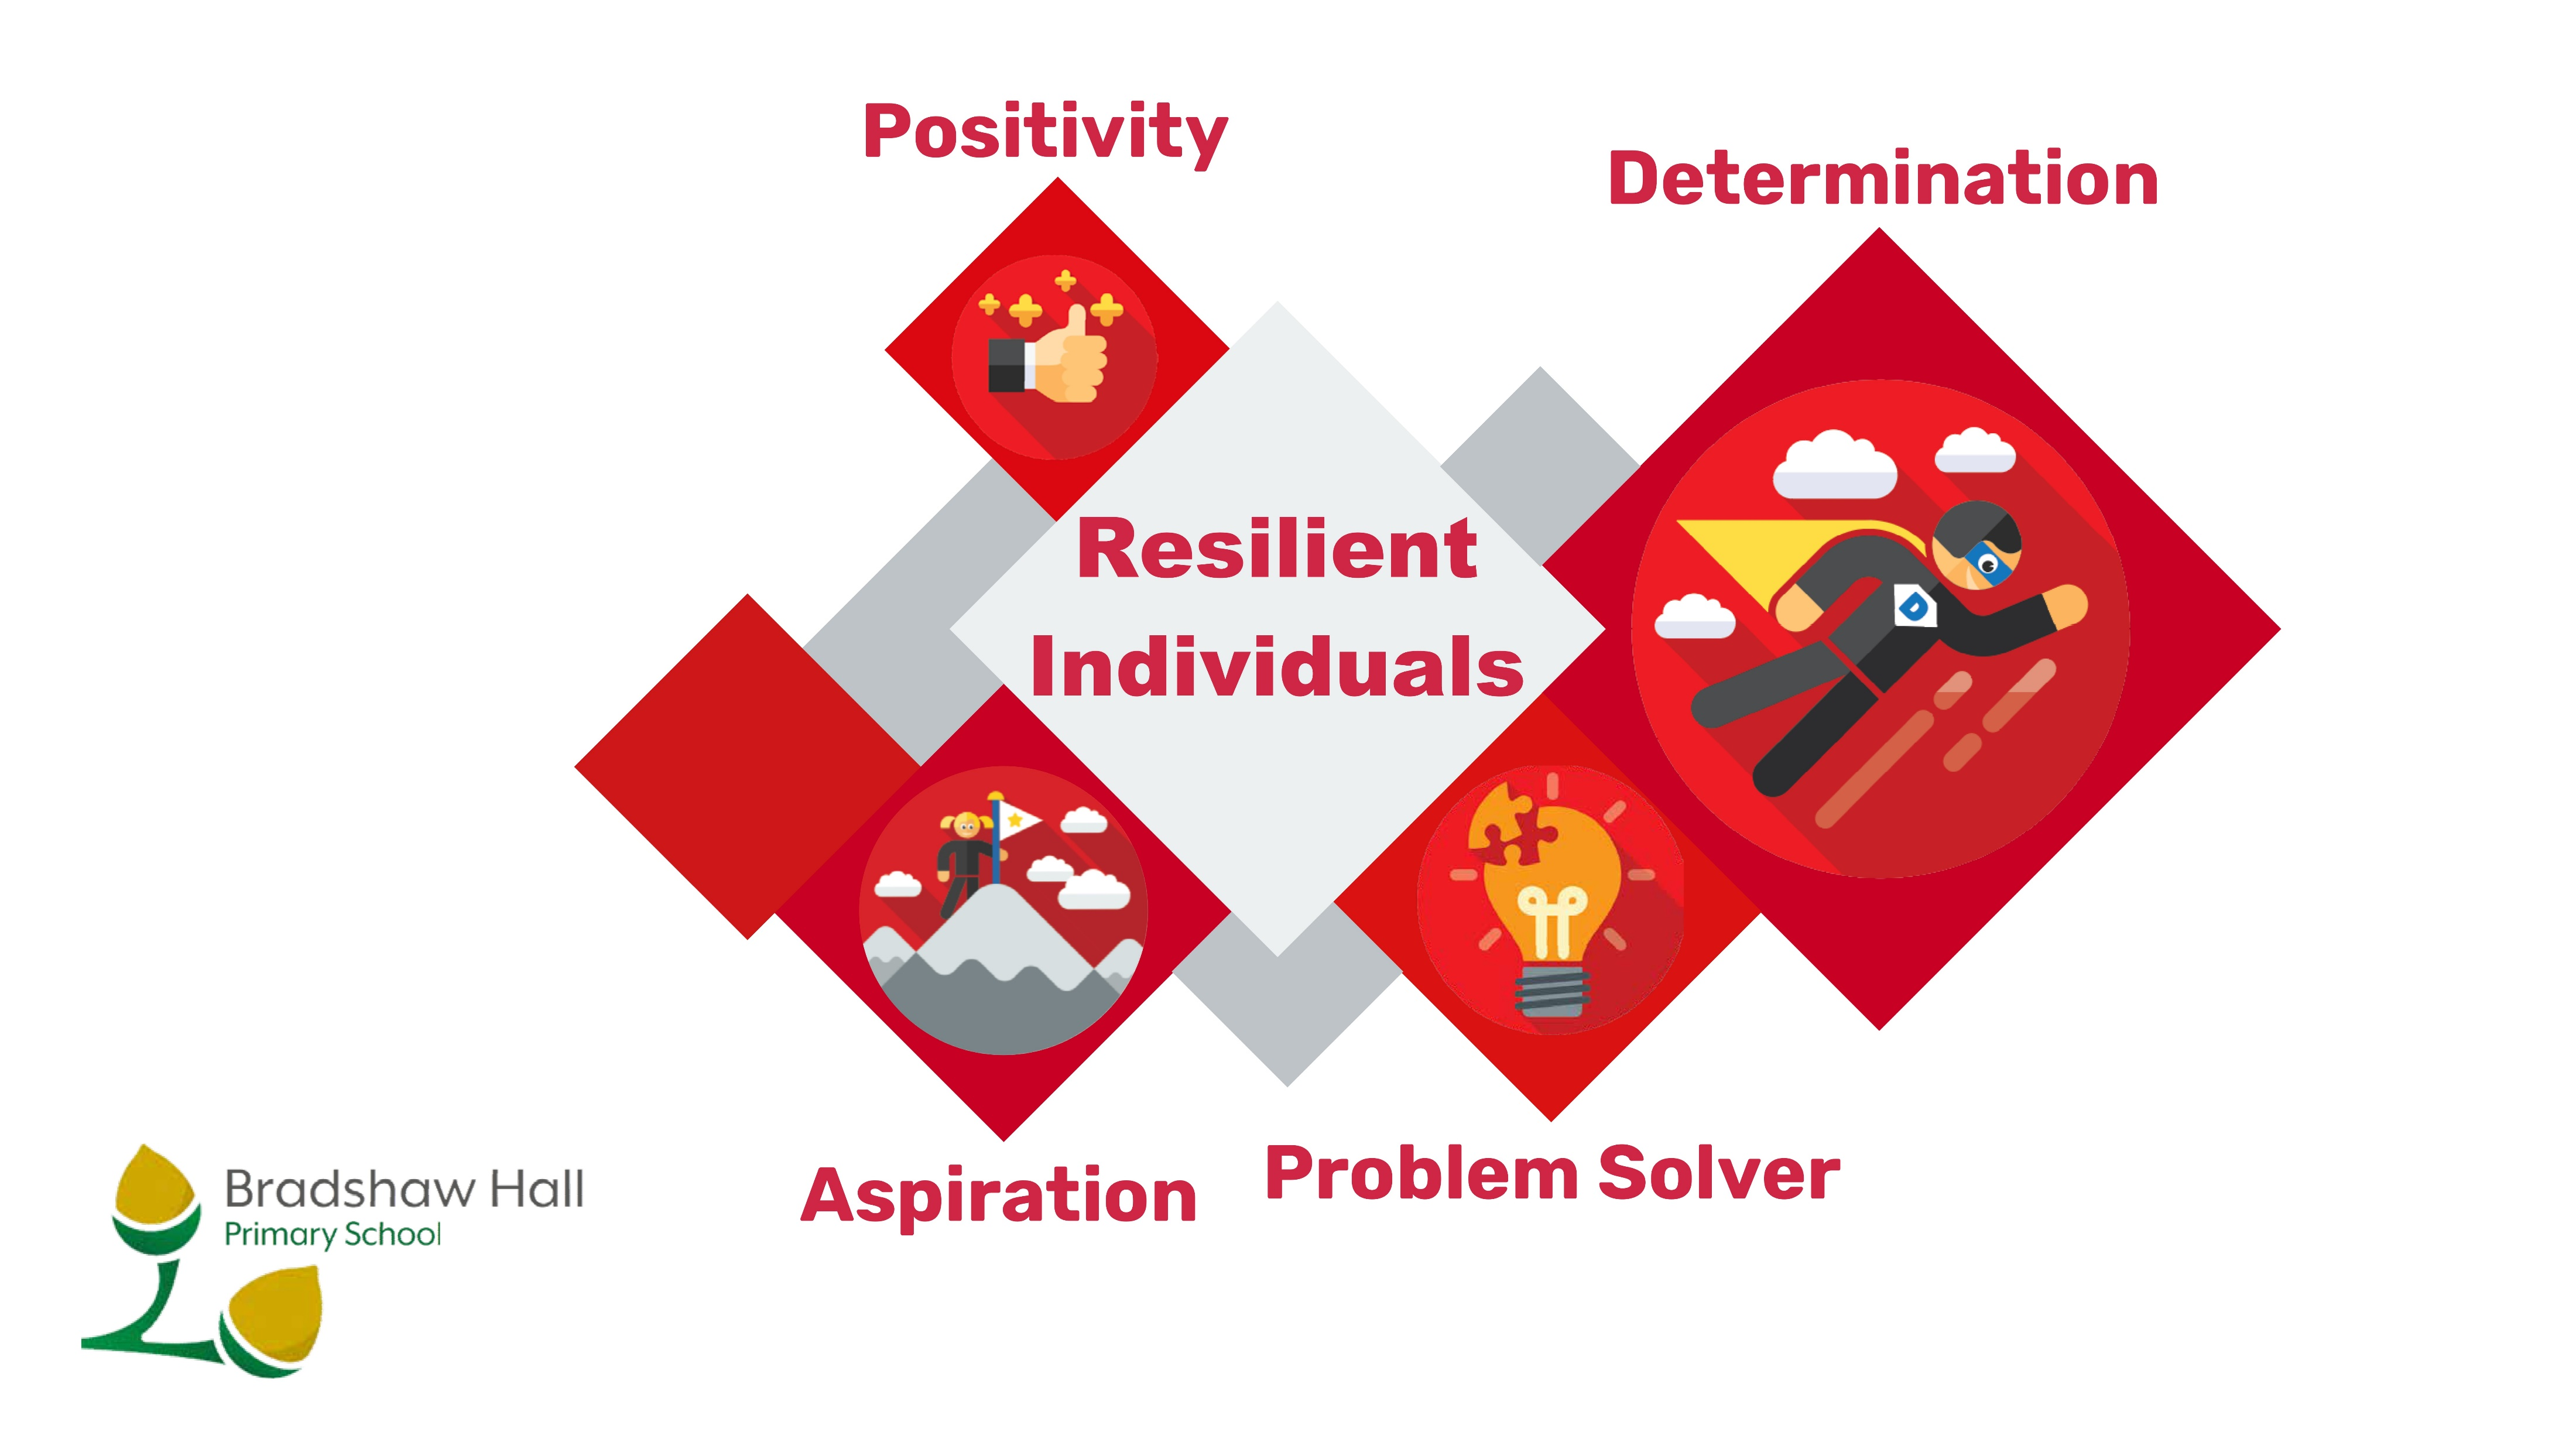 Positivity
Determination
Resilient
Individuals
D
Aspiration
Problem Solver
Bradshaw Hall
Primary School